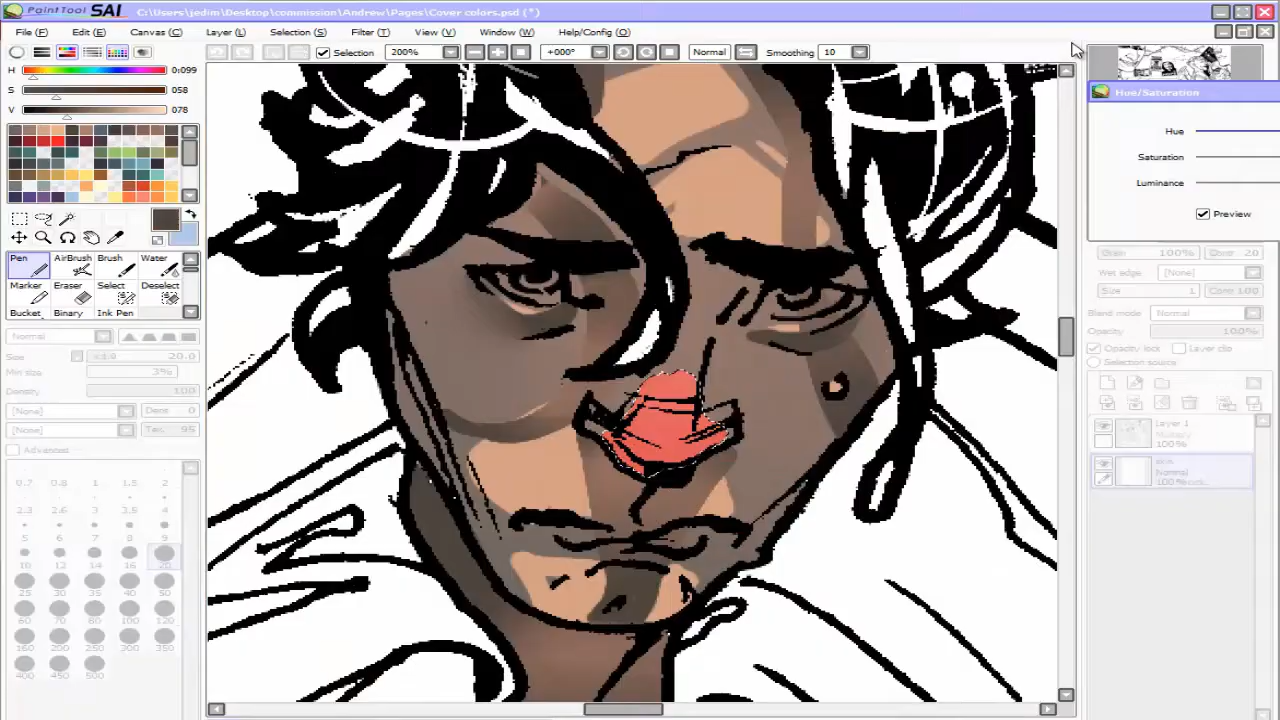 PaintTool SAI C:\Users\jedim\Desktop\commission\Andrew\Pages\Cover colors.psd (*)
File (F) Edit (E) Canvas (C) Layer (L) Selection (S) Filter (T) View (V) Window (W) Help/Config (O)
Selection 200% +000° Normal Smoothing 10
H 0:099
S 058
V 078
Hue/Saturation
Hue
Saturation
Luminance
Preview
Pen AirBrush Brush Water
Marker Eraser Select Deselect
Bucket Binary Ink Pen
Normal
Size 20.0
Min size 3%
Density 100
[None] Dens 0
[None] 95
Advanced
0.7 0.8 1 1.5 2
2.3 2.6 3 3.5 4
5 6 7 8 9
10 12 14 16 20
25 30 35 40 50
60 70 80 100 120
160 200 250 300 350
400 450 500
100% 20
Wet edge [None]
Size 1 Conc 100
Blend mode Normal
Opacity 100%
Opacity lock Layer clip
Selection source
Layer 1
Multiply
100%
skin
Normal
100%